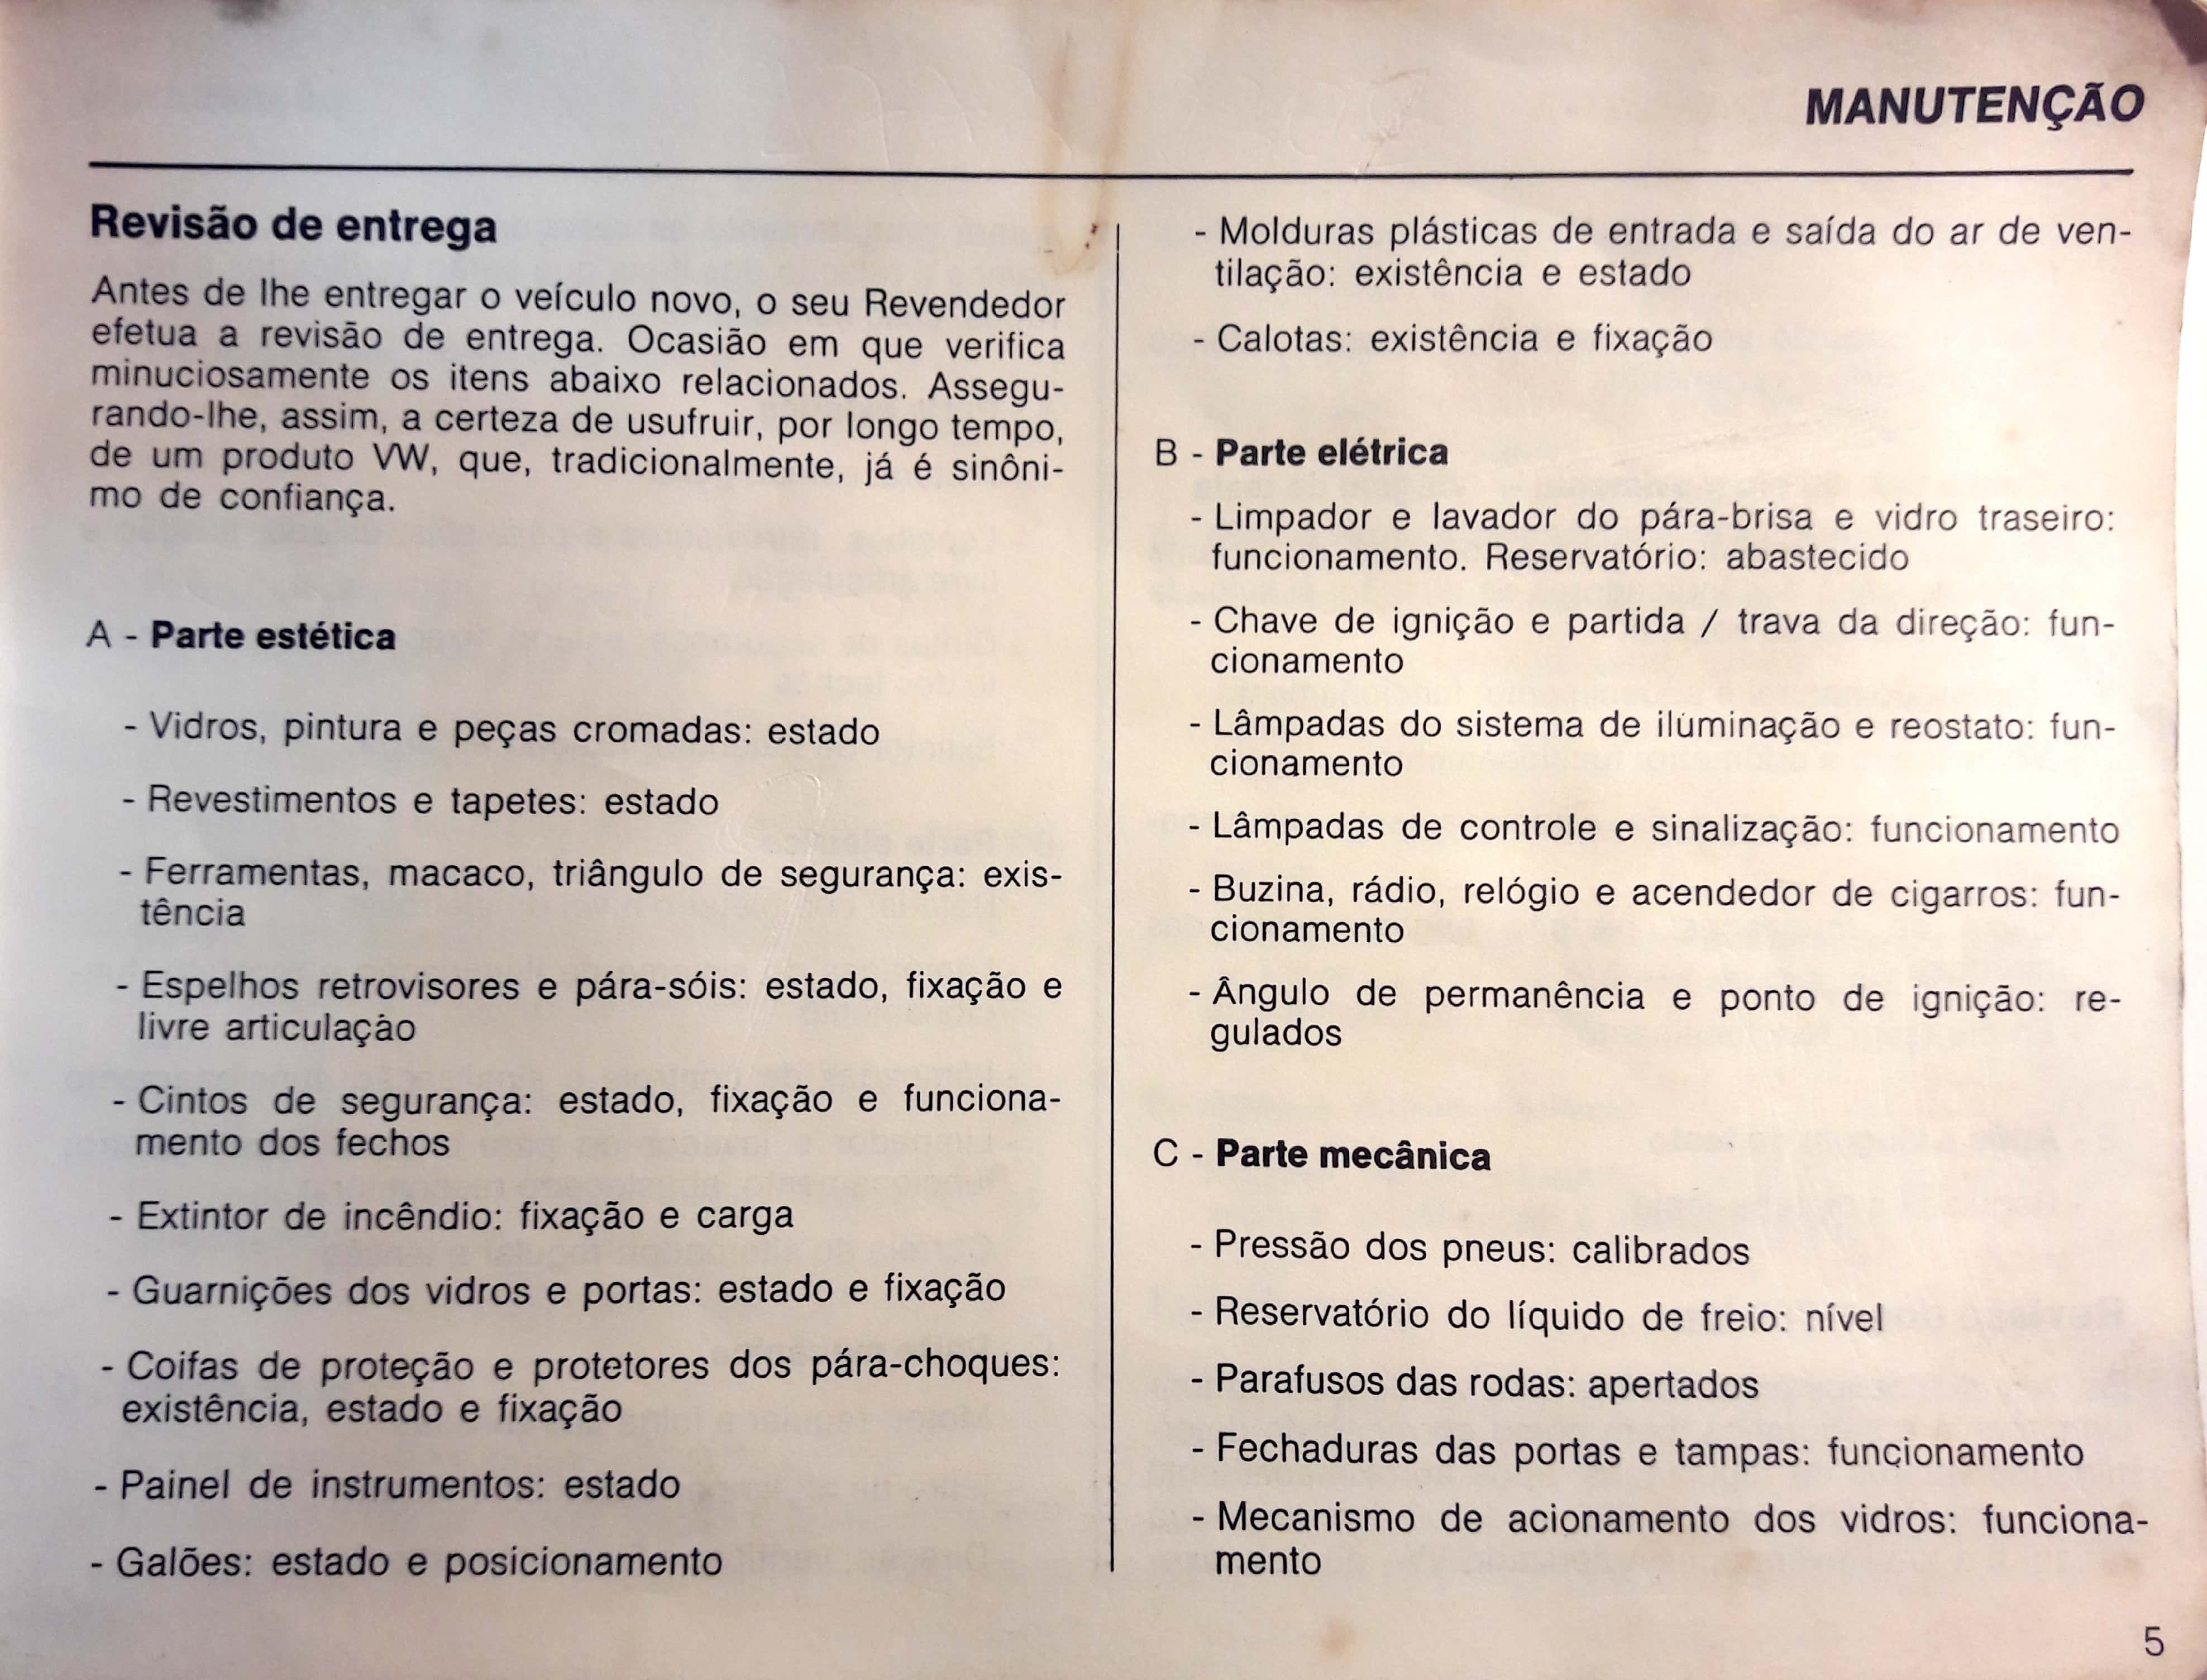 MANUTENÇÃO
Revisão de entrega
Antes de lhe entregar o veículo novo, o seu Revendedor
efetua a revisão de entrega. Ocasião em que verifica
minuciosamente os itens abaixo relacionados. Assegu-
rando-lhe, assim, a certeza de usufruir, por longo tempo,
de um produto VW, que, tradicionalmente, já é sinôni-
mo de confiança.
A - Parte estética
- Vidros, pintura e peças cromadas: estado
- Revestimentos e tapetes: estado
- Ferramentas, macaco, triângulo de segurança: exis-
tência
- Espelhos retrovisores e pára-sóis: estado, fixação e
livre articulação
- Cintos de segurança: estado, fixação e funciona-
mento dos fechos
- Extintor de incêndio: fixação e carga
- Guarnições dos vidros e portas: estado e fixação
- Coifas de proteção e protetores dos pára-choques:
existência, estado e fixação
- Painel de instrumentos: estado
- Galões: estado e posicionamento
- Molduras plásticas de entrada e saída do ar de ven-
tilação: existência e estado
- Calotas: existência e fixação
B - Parte elétrica
- Limpador e lavador do pára-brisa e vidro traseiro:
funcionamento. Reservatório: abastecido
- Chave de ignição e partida / trava da direção: fun-
cionamento
- Lâmpadas do sistema de iluminação e reostato: fun-
cionamento
- Lâmpadas de controle e sinalização: funcionamento
- Buzina, rádio, relógio e acendedor de cigarros: fun-
cionamento
- Ângulo de permanência e ponto de ignição: re-
gulados
C - Parte mecânica
- Pressão dos pneus: calibrados
- Reservatório do líquido de freio: nível
- Parafusos das rodas: apertados
- Fechaduras das portas e tampas: funcionamento
- Mecanismo de acionamento dos vidros: funciona-
mento
5